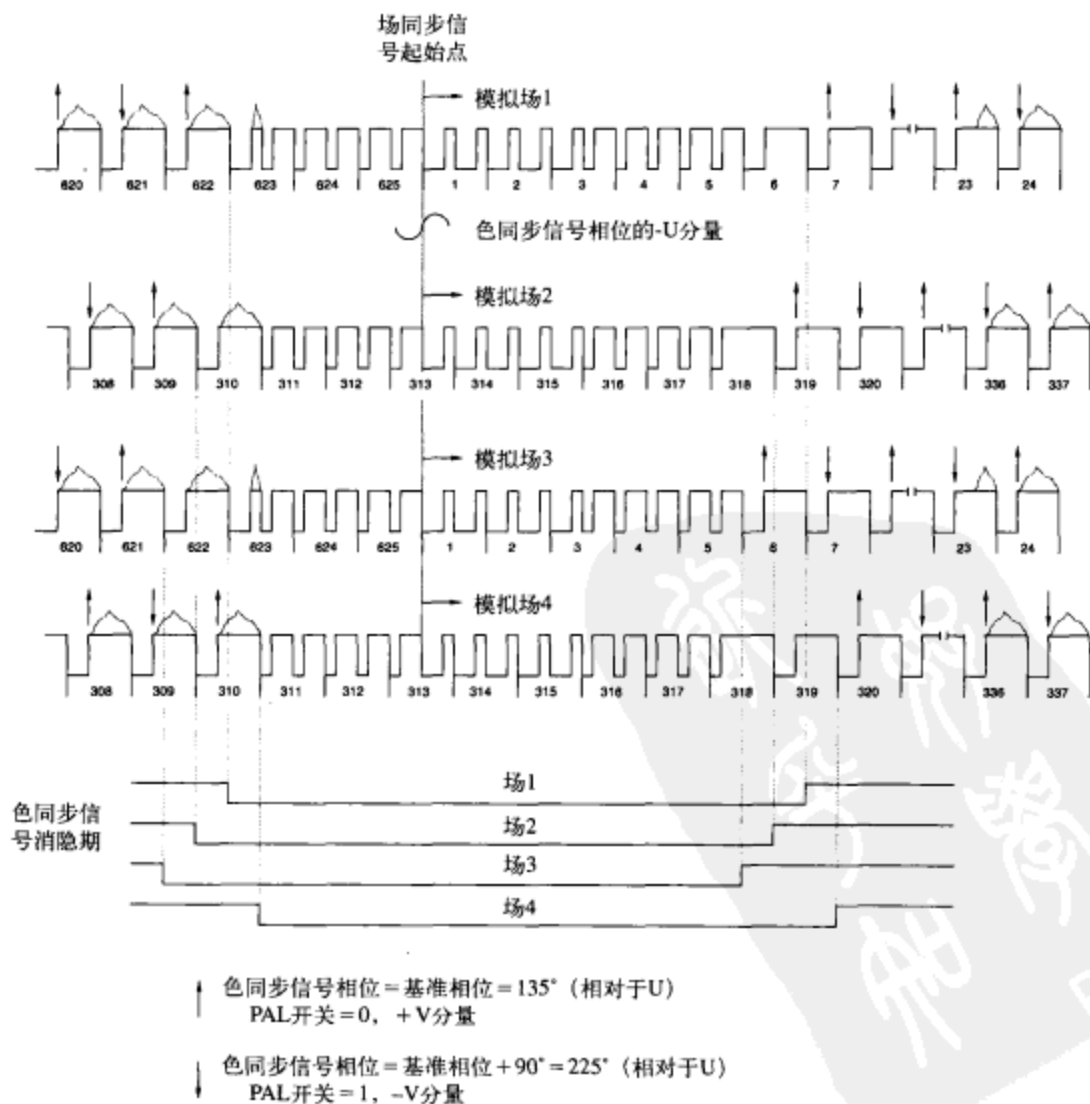 场同步信
号起始点
模拟场1
620 621 622 623 624 625 1 2 3 4 5 6 7 23 24
色同步信号相位的-U分量
模拟场2
308 309 310 311 312 313 314 315 316 317 318 319 320 336 337
模拟场3
620 621 622 623 624 625 1 2 3 4 5 6 7 23 24
模拟场4
308 309 310 311 312 313 314 315 316 317 318 319 320 336 337
色同步信
号消隐期
场1
场2
场3
场4
色同步信号相位=基准相位=135°（相对于U）
PAL开关=0，+V分量
色同步信号相位=基准相位+90°=225°（相对于U）
PAL开关=1，-V分量